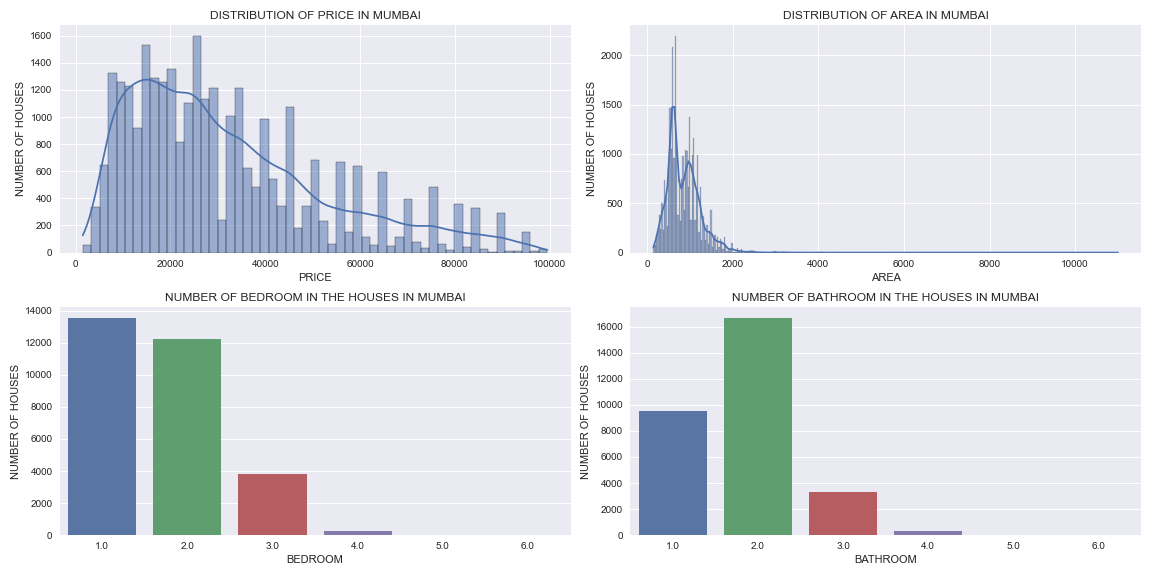 DISTRIBUTION OF PRICE IN MUMBAI
NUMBER OF HOUSES
1600
1400
1200
1000
800
600
400
200
0
0 20000 40000 60000 80000 100000
PRICE
DISTRIBUTION OF AREA IN MUMBAI
NUMBER OF HOUSES
2000
1500
1000
500
0
0 2000 4000 6000 8000 10000
AREA
NUMBER OF BEDROOM IN THE HOUSES IN MUMBAI
NUMBER OF HOUSES
14000
12000
10000
8000
6000
4000
2000
0
1.0 2.0 3.0 4.0 5.0 6.0
BEDROOM
NUMBER OF BATHROOM IN THE HOUSES IN MUMBAI
NUMBER OF HOUSES
16000
14000
12000
10000
8000
6000
4000
2000
0
1.0 2.0 3.0 4.0 5.0 6.0
BATHROOM